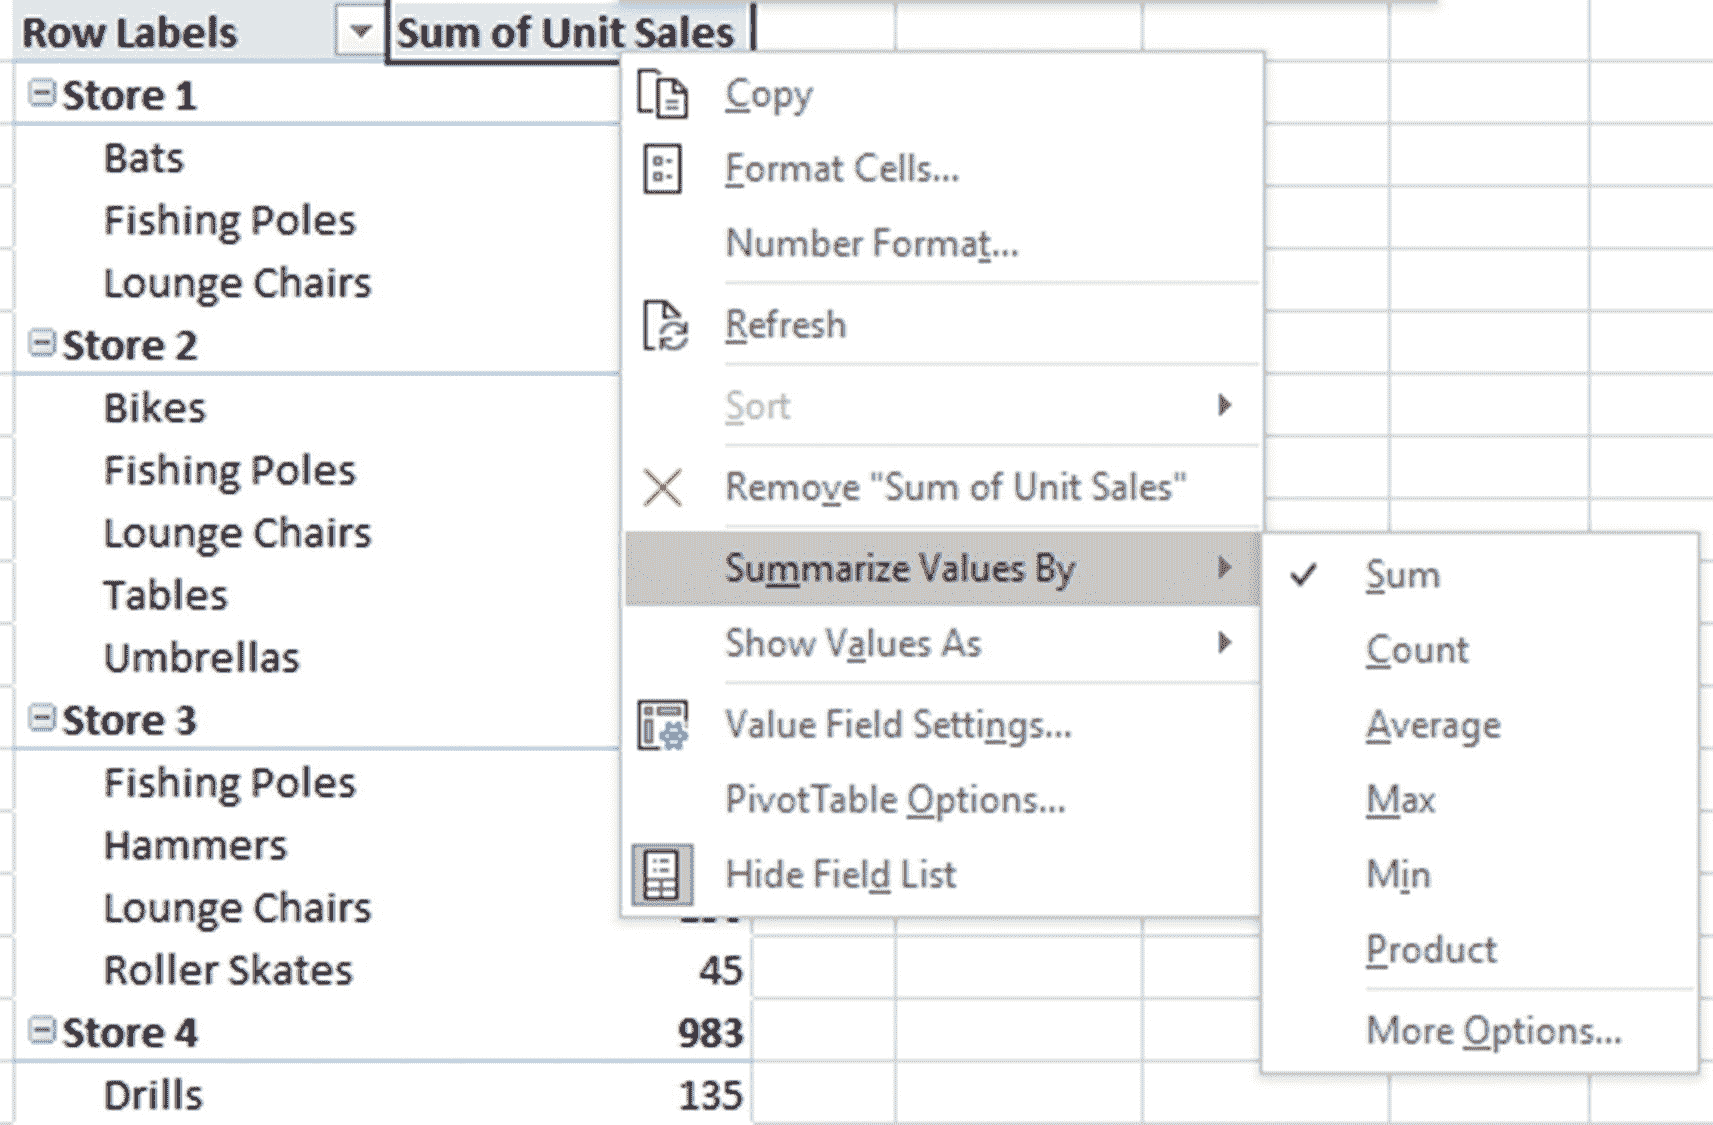 Row Labels Sum of Unit Sales
Store 1
Bats
Fishing Poles
Lounge Chairs
Store 2
Bikes
Fishing Poles
Lounge Chairs
Tables
Umbrellas
Store 3
Fishing Poles
Hammers
Lounge Chairs
Roller Skates 45
Store 4 983
Drills 135
Copy
Format Cells...
Number Format...
Refresh
Sort
Remove "Sum of Unit Sales"
Summarize Values By
Show Values As
Value Field Settings...
PivotTable Options...
Hide Field List
Sum
Count
Average
Max
Min
Product
More Options...